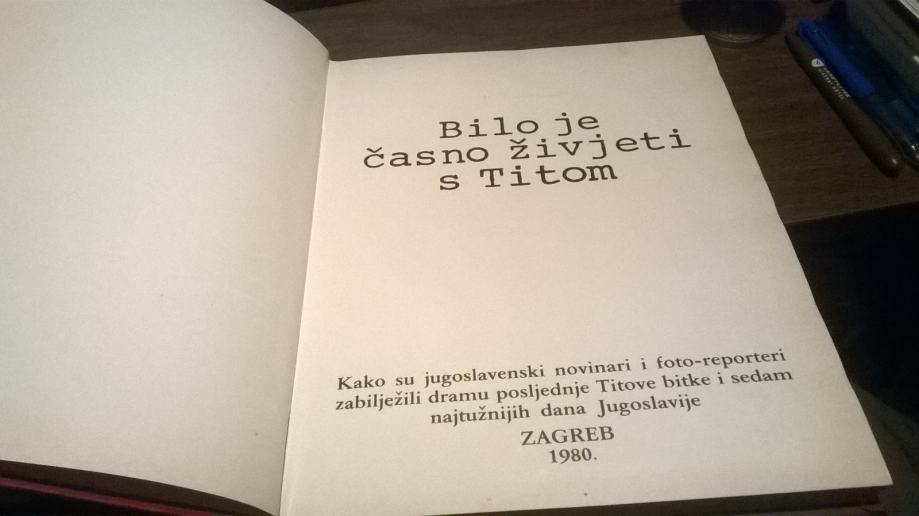 Bilo je
časno živjeti
s Titom
Kako su jugoslavenski novinari i foto-reporteri
zabilježili dramu posljednje Titove bitke i sedam
najtužnijih dana Jugoslavije
ZAGREB
1980.